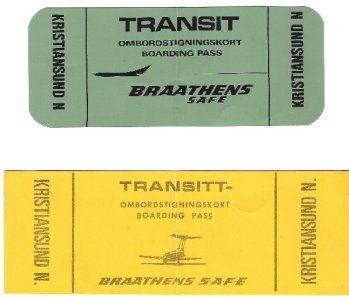 KRISTIANSUND N
TRANSIT
OMBORDSTIGNINGSKORT
BOARDING PASS
BRAATHENS
SAFE
KRISTIANSUND N
KRISTIANSUND N.
TRANSITT-
OMBORDSTIGNINGSKORT
BOARDING PASS
BRAATHENS SAFE
KRISTIANSUND N.